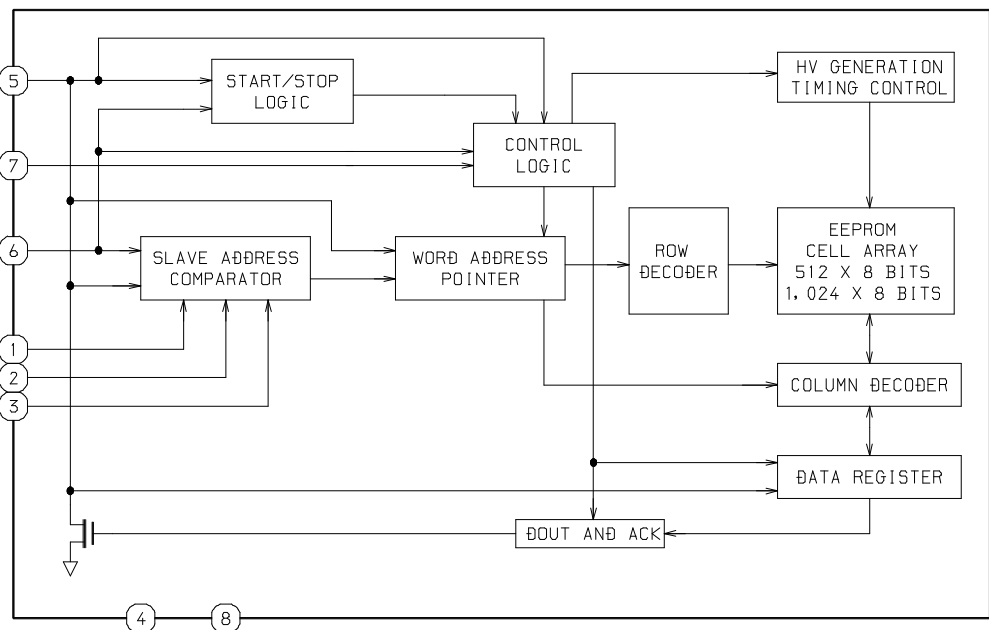 5
START/STOP
LOGIC
HV GENERATION
TIMING CONTROL
7
CONTROL
LOGIC
6
SLAVE ADDRESS
COMPARATOR
WORD ADDRESS
POINTER
ROW
DECODER
EEPROM
CELL ARRAY
512 X 8 BITS
1,024 X 8 BITS
1
2
3
COLUMN DECODER
DATA REGISTER
DOUT AND ACK
4
8